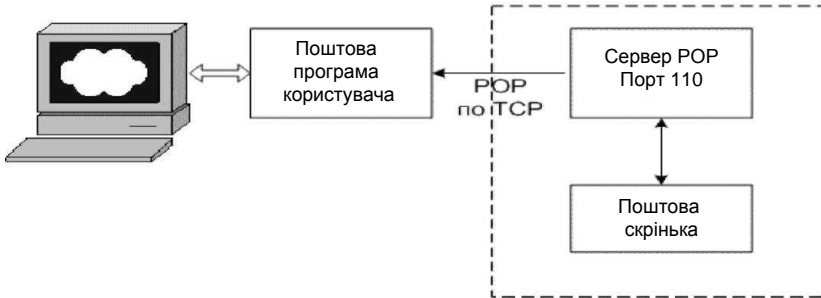 Поштова
програма
користувача
POP
по TCP
Сервер POP
Порт 110
Поштова
скрінька